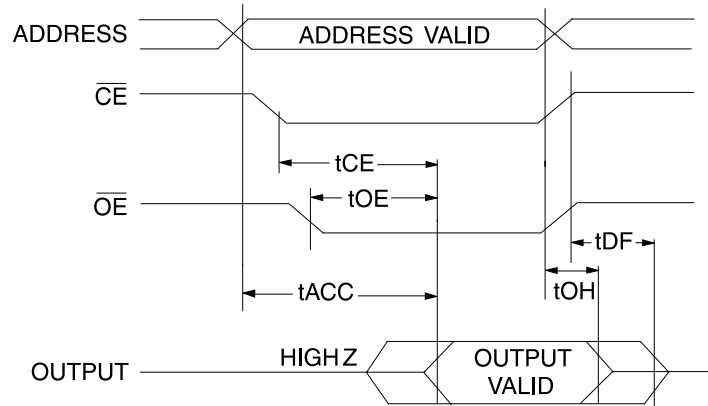 ADDRESS
ADDRESS VALID
CE
tCE
tOE
OE
tDF
tACC
tOH
HIGH Z
OUTPUT
OUTPUT
VALID